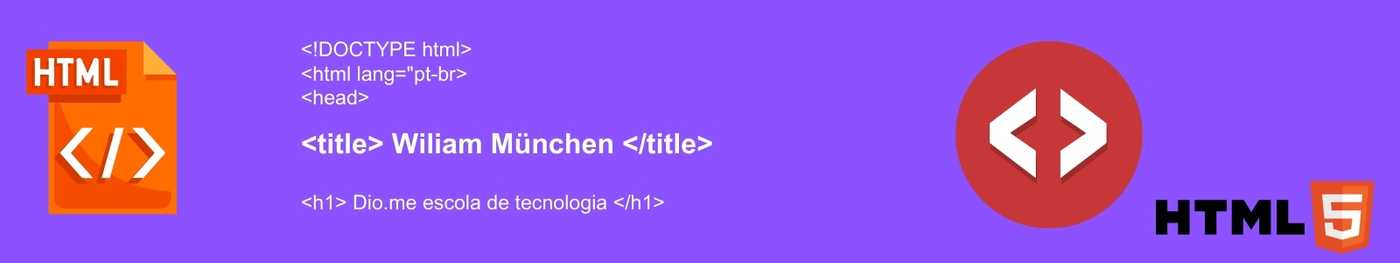 HTML
</>
<!DOCTYPE html>
<html lang="pt-br>
<head>
<title> Wiliam München </title>
<h1> Dio.me escola de tecnologia </h1>
<>
HTML 5